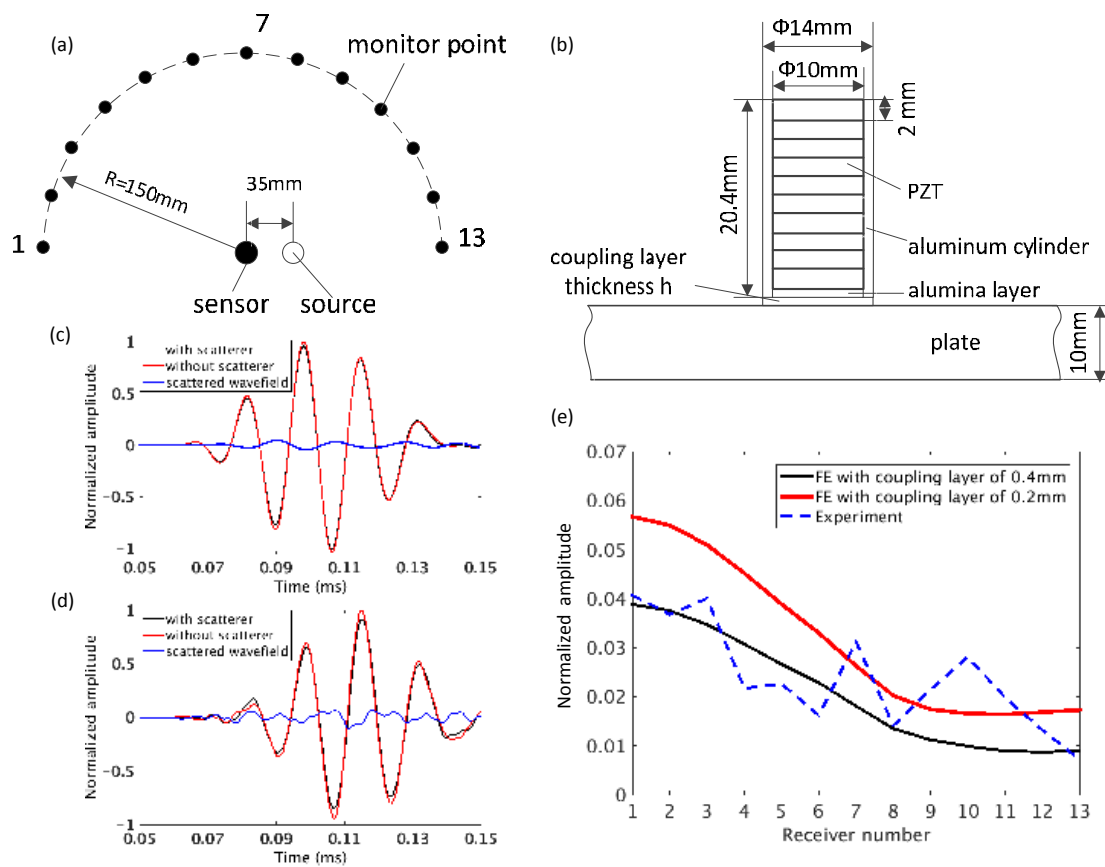 (a)
7
monitor point
R=150mm
35mm
1
13
sensor
source
(b)
Φ14mm
Φ10mm
2 mm
20.4mm
PZT
aluminum cylinder
coupling layer
thickness h
alumina layer
plate
10mm
(c)
Normalized amplitude
1
0.5
0
−0.5
−1
with scatterer
without scatterer
scattered wavefield
0.05 0.07 0.09 0.11 0.13 0.15
Time (ms)
(d)
Normalized amplitude
1
0.5
0
−0.5
−1
with scatterer
without scatterer
scattered wavefield
0.05 0.07 0.09 0.11 0.13 0.15
Time (ms)
(e)
Normalized amplitude
0.07
0.06
0.05
0.04
0.03
0.02
0.01
0
FE with coupling layer of 0.4mm
FE with coupling layer of 0.2mm
Experiment
1 2 3 4 5 6 7 8 9 10 11 12 13
Receiver number